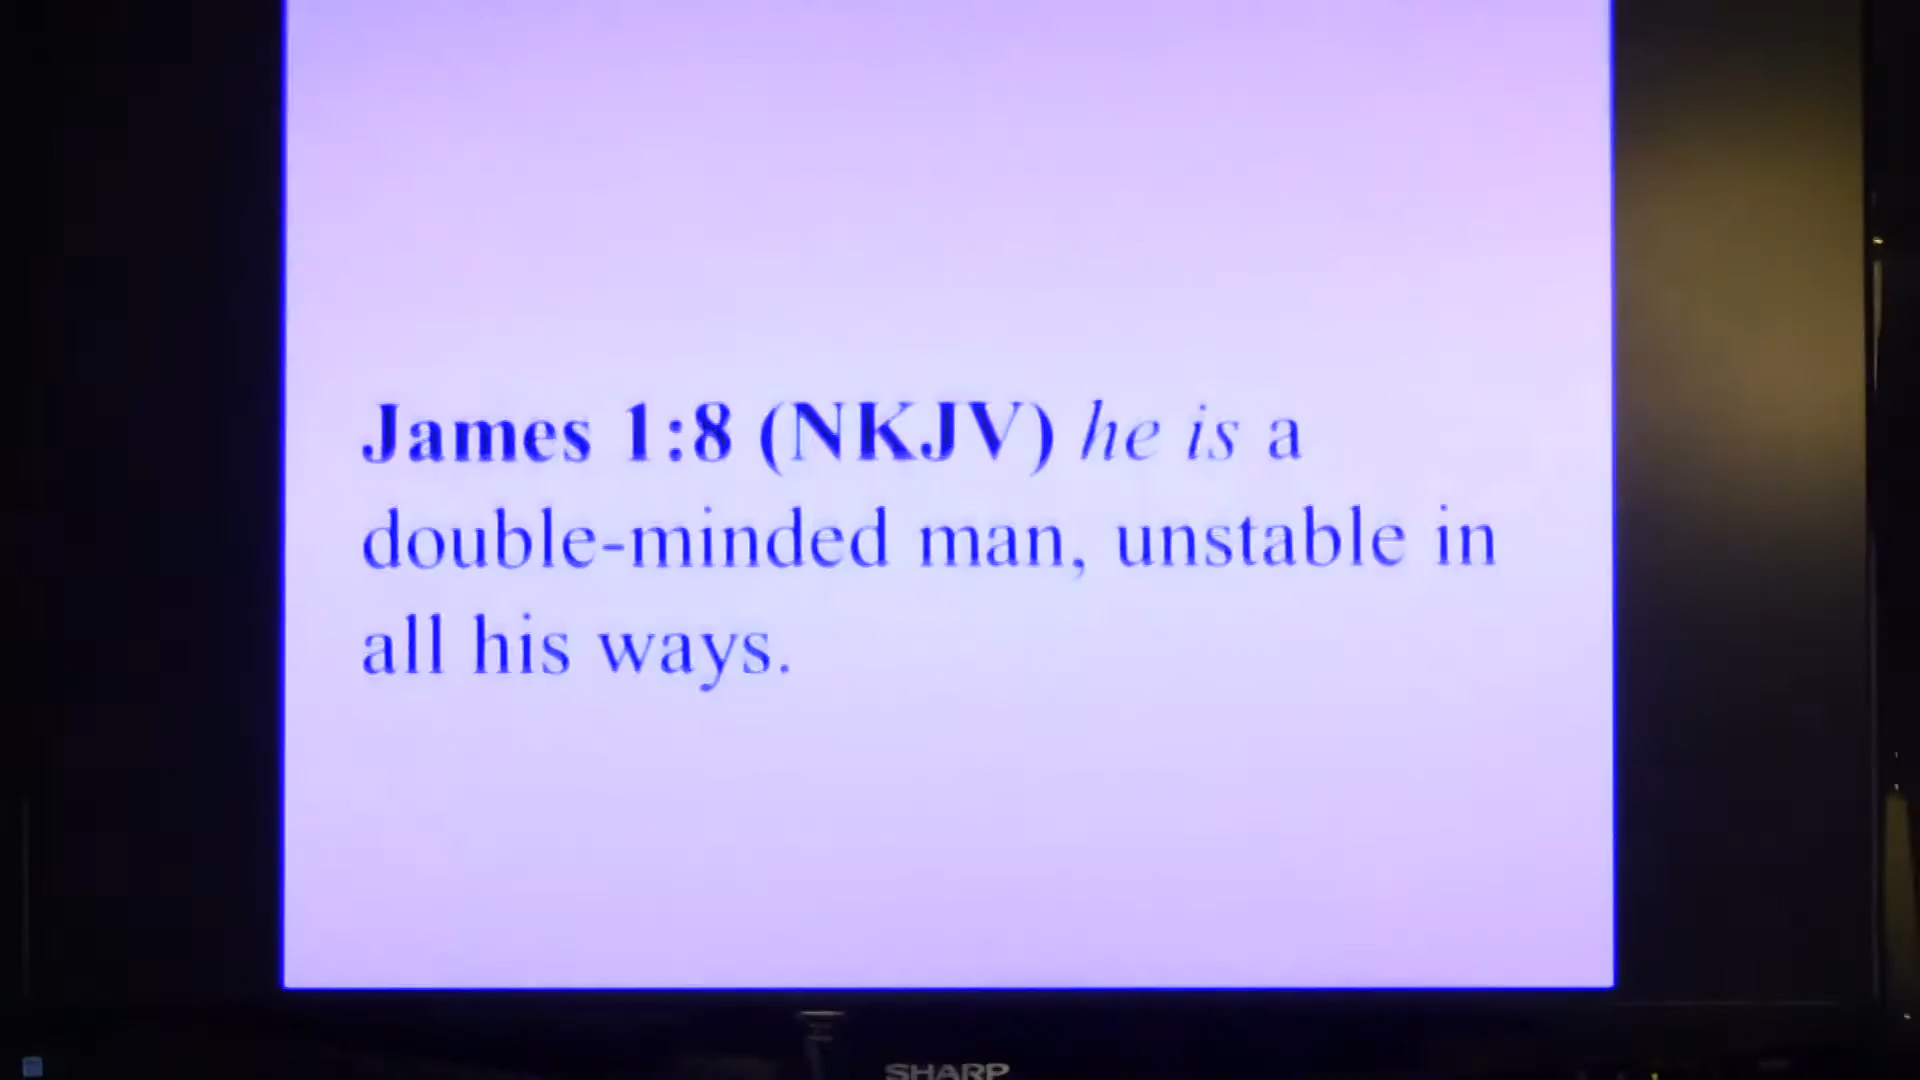 James 1:8 (NKJV) he is a
double-minded man, unstable in
all his ways.
SHARP